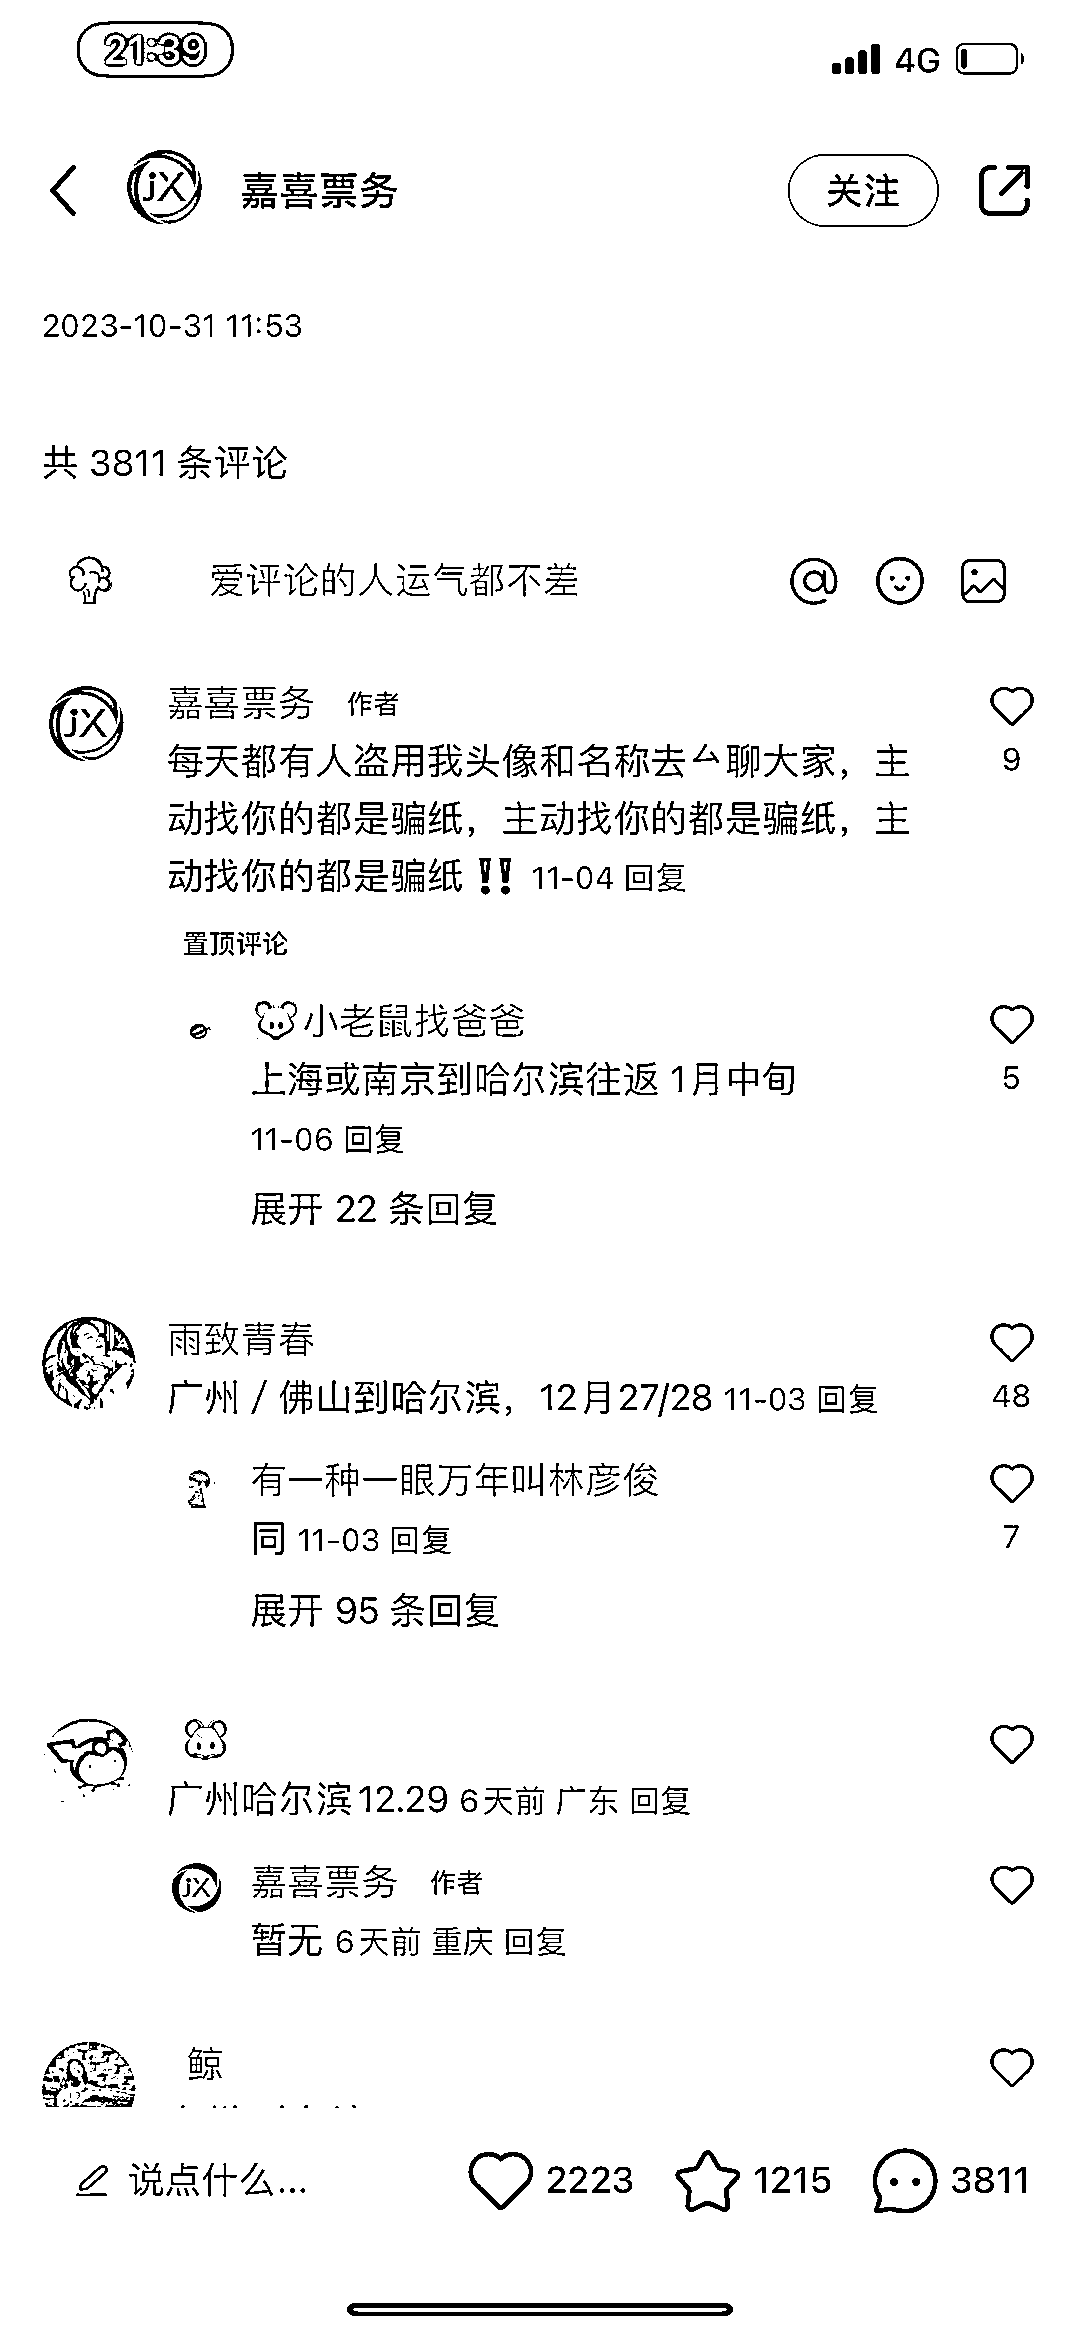 21:39
4G
jX 嘉喜票务 关注
2023-10-31 11:53
共 3811 条评论
爱评论的人运气都不差
jX 嘉喜票务 作者
每天都有人盗用我头像和名称去厶聊大家，主
9
动找你的都是骗纸，主动找你的都是骗纸，主
动找你的都是骗纸‼️ 11-04 回复
置顶评论
🐭小老鼠找爸爸
上海或南京到哈尔滨往返 1月中旬
5
11-06 回复
展开 22 条回复
雨致青春
广州 / 佛山到哈尔滨，12月27/28 11-03 回复
48
有一种一眼万年叫林彦俊
同 11-03 回复
7
展开 95 条回复
🐹
广州哈尔滨12.29 6天前 广东 回复
jX 嘉喜票务 作者
暂无 6天前 重庆 回复
鲸
说点什么... 2223 1215 3811